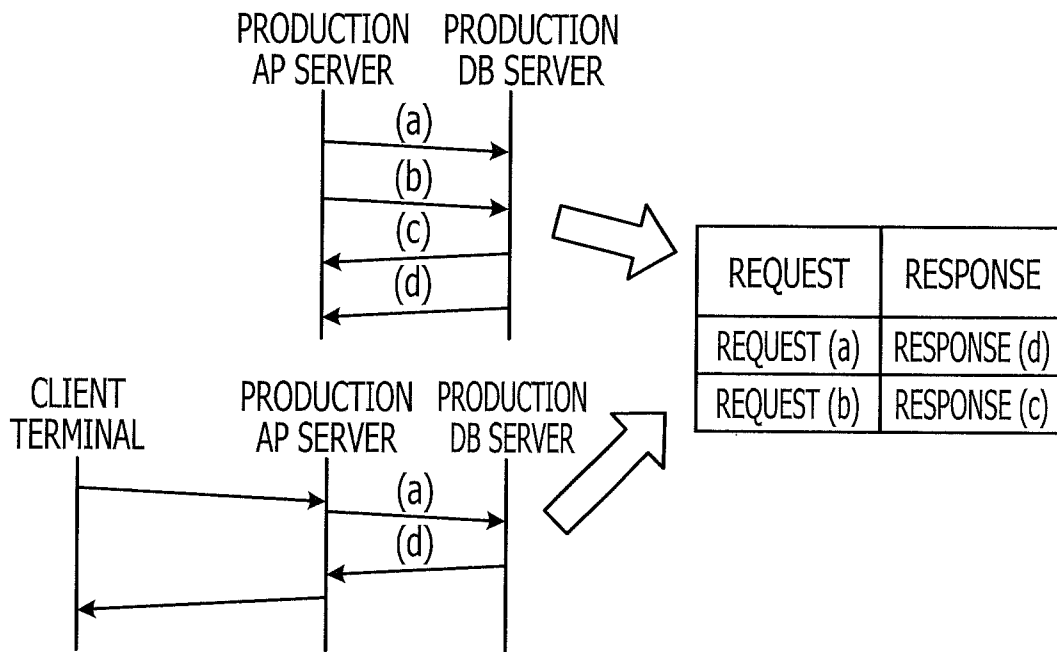 PRODUCTION
AP SERVER
PRODUCTION
DB SERVER
(a)
(b)
(c)
(d)
REQUEST
RESPONSE
REQUEST (a)
RESPONSE (d)
REQUEST (b)
RESPONSE (c)
CLIENT
TERMINAL
PRODUCTION
AP SERVER
PRODUCTION
DB SERVER
(a)
(d)